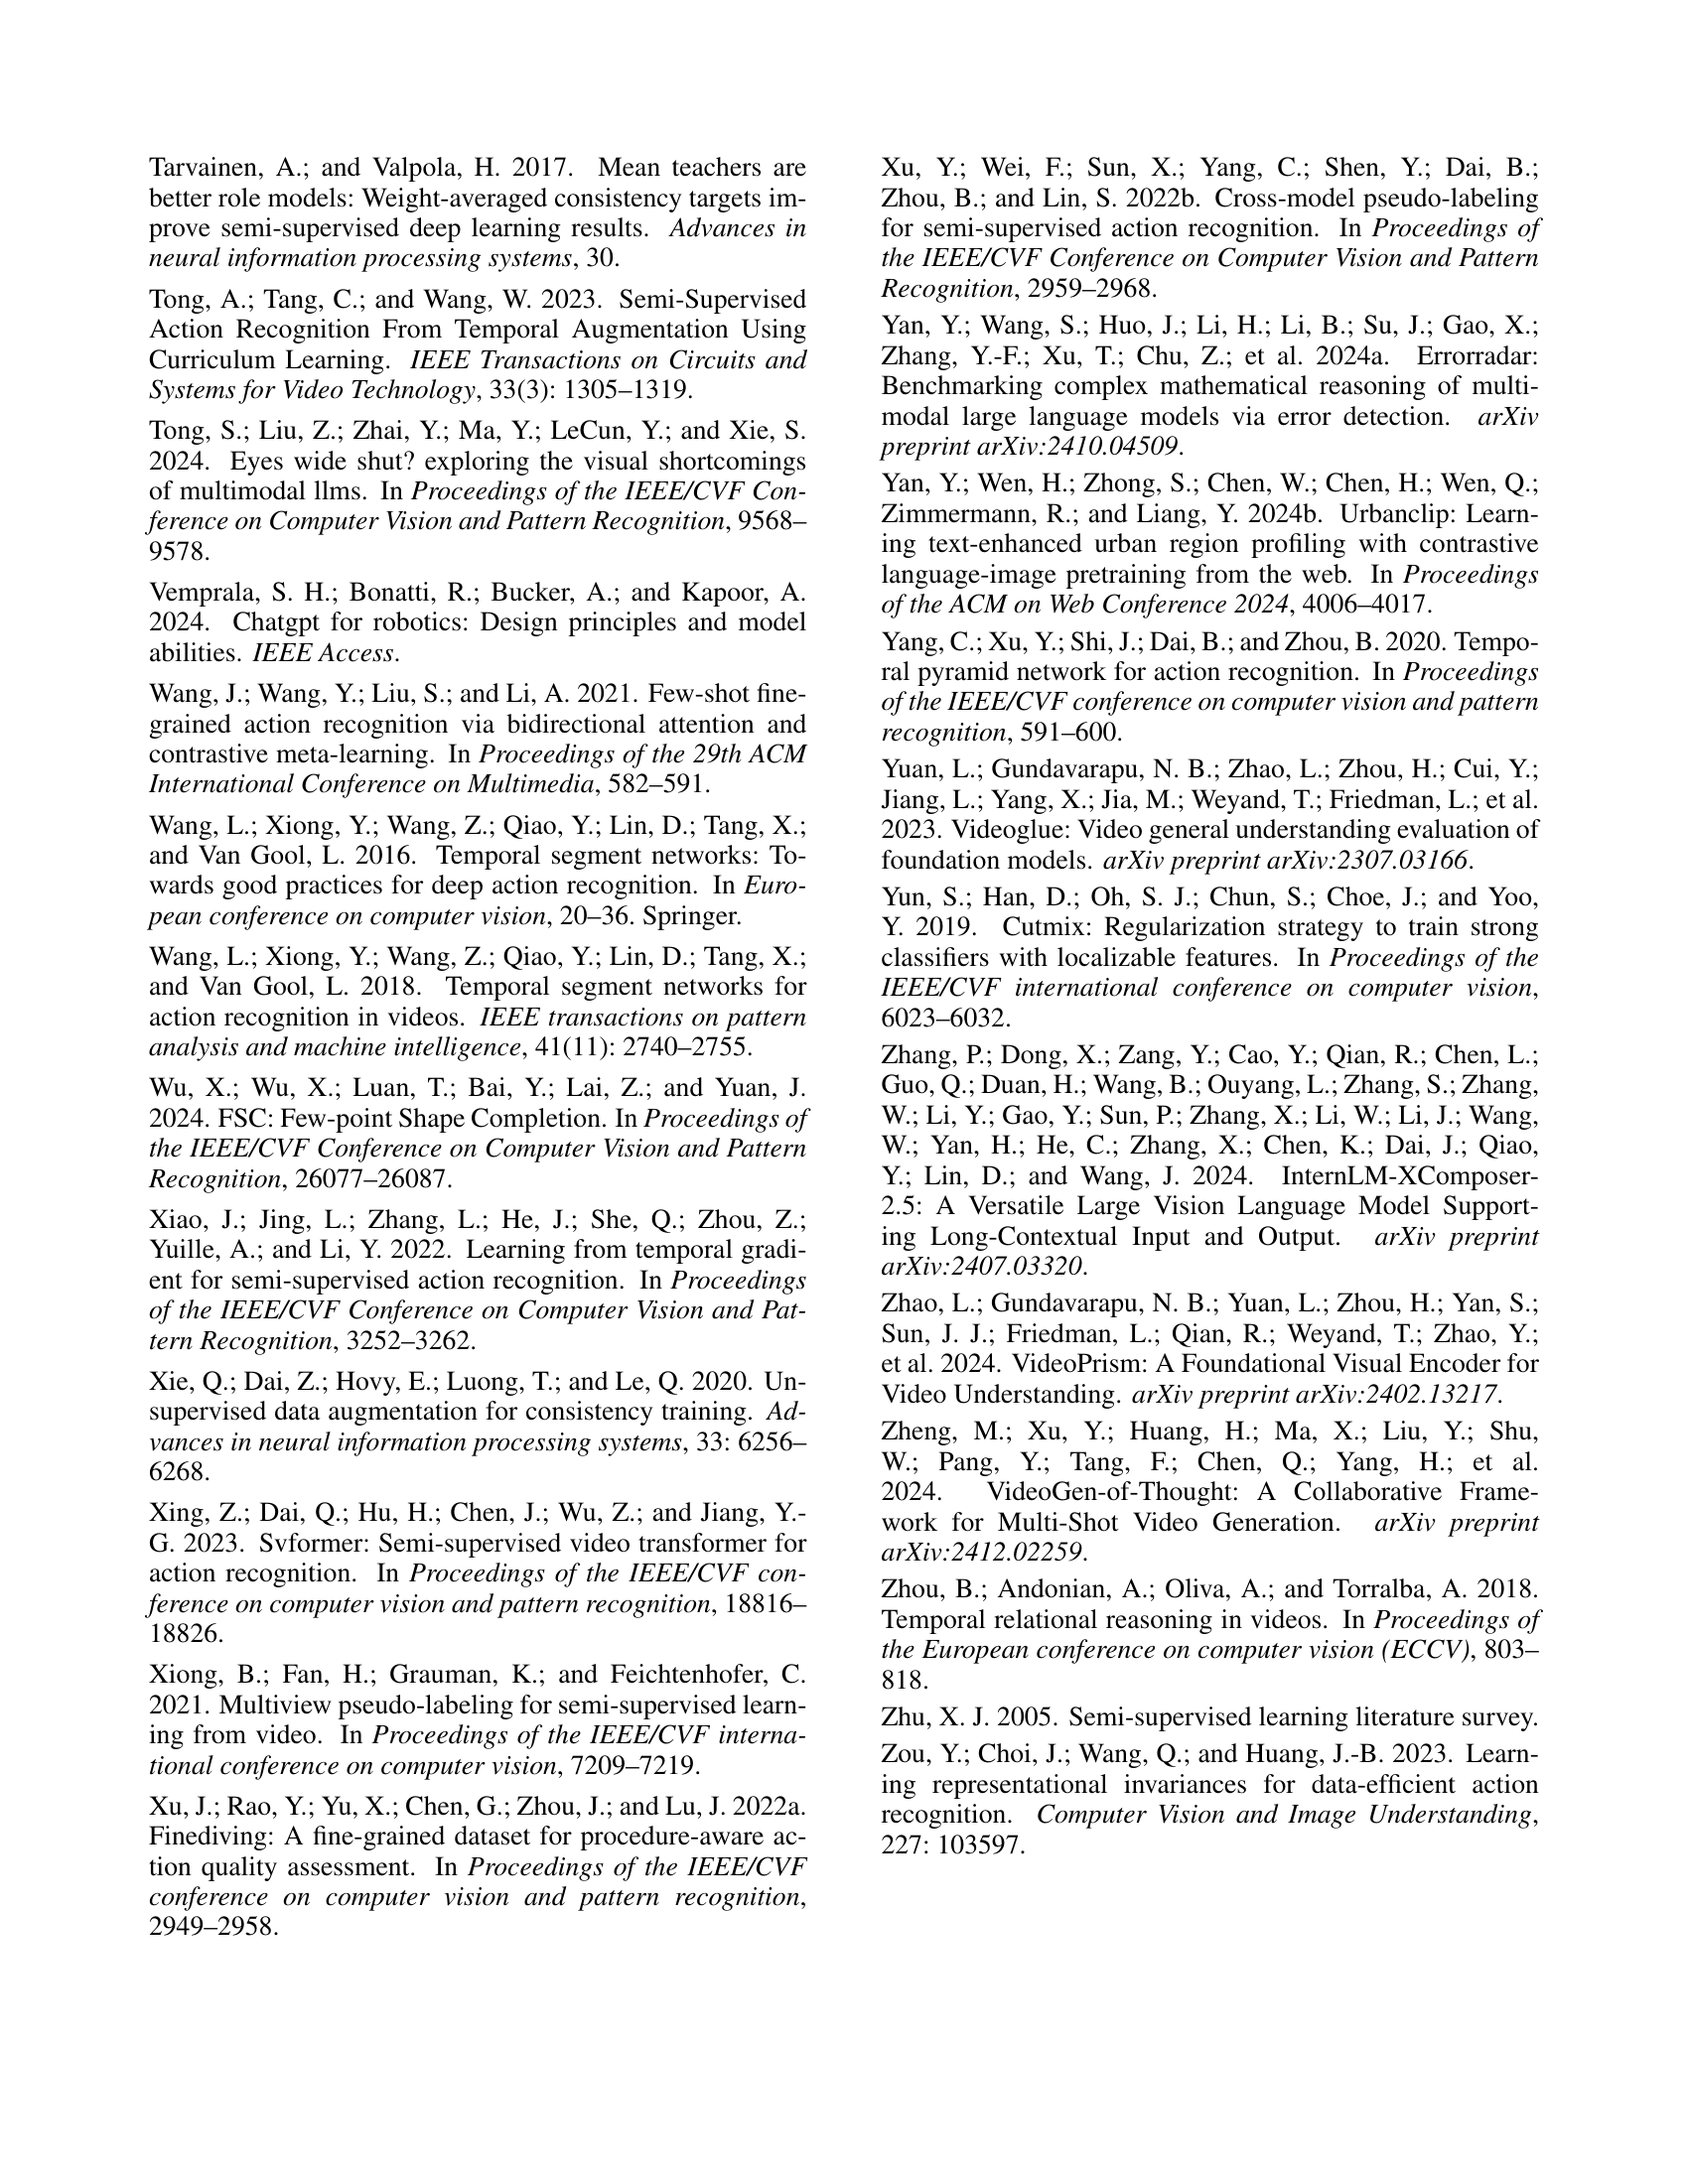 Tarvainen, A.; and Valpola, H. 2017. Mean teachers are
better role models: Weight-averaged consistency targets im-
prove semi-supervised deep learning results. Advances in
neural information processing systems, 30.
Tong, A.; Tang, C.; and Wang, W. 2023. Semi-Supervised
Action Recognition From Temporal Augmentation Using
Curriculum Learning. IEEE Transactions on Circuits and
Systems for Video Technology, 33(3): 1305–1319.
Tong, S.; Liu, Z.; Zhai, Y.; Ma, Y.; LeCun, Y.; and Xie, S.
2024. Eyes wide shut? exploring the visual shortcomings
of multimodal llms. In Proceedings of the IEEE/CVF Con-
ference on Computer Vision and Pattern Recognition, 9568–
9578.
Vemprala, S. H.; Bonatti, R.; Bucker, A.; and Kapoor, A.
2024. Chatgpt for robotics: Design principles and model
abilities. IEEE Access.
Wang, J.; Wang, Y.; Liu, S.; and Li, A. 2021. Few-shot fine-
grained action recognition via bidirectional attention and
contrastive meta-learning. In Proceedings of the 29th ACM
International Conference on Multimedia, 582–591.
Wang, L.; Xiong, Y.; Wang, Z.; Qiao, Y.; Lin, D.; Tang, X.;
and Van Gool, L. 2016. Temporal segment networks: To-
wards good practices for deep action recognition. In Euro-
pean conference on computer vision, 20–36. Springer.
Wang, L.; Xiong, Y.; Wang, Z.; Qiao, Y.; Lin, D.; Tang, X.;
and Van Gool, L. 2018. Temporal segment networks for
action recognition in videos. IEEE transactions on pattern
analysis and machine intelligence, 41(11): 2740–2755.
Wu, X.; Wu, X.; Luan, T.; Bai, Y.; Lai, Z.; and Yuan, J.
2024. FSC: Few-point Shape Completion. In Proceedings of
the IEEE/CVF Conference on Computer Vision and Pattern
Recognition, 26077–26087.
Xiao, J.; Jing, L.; Zhang, L.; He, J.; She, Q.; Zhou, Z.;
Yuille, A.; and Li, Y. 2022. Learning from temporal gradi-
ent for semi-supervised action recognition. In Proceedings
of the IEEE/CVF Conference on Computer Vision and Pat-
tern Recognition, 3252–3262.
Xie, Q.; Dai, Z.; Hovy, E.; Luong, T.; and Le, Q. 2020. Un-
supervised data augmentation for consistency training. Ad-
vances in neural information processing systems, 33: 6256–
6268.
Xing, Z.; Dai, Q.; Hu, H.; Chen, J.; Wu, Z.; and Jiang, Y.-
G. 2023. Svformer: Semi-supervised video transformer for
action recognition. In Proceedings of the IEEE/CVF con-
ference on computer vision and pattern recognition, 18816–
18826.
Xiong, B.; Fan, H.; Grauman, K.; and Feichtenhofer, C.
2021. Multiview pseudo-labeling for semi-supervised learn-
ing from video. In Proceedings of the IEEE/CVF interna-
tional conference on computer vision, 7209–7219.
Xu, J.; Rao, Y.; Yu, X.; Chen, G.; Zhou, J.; and Lu, J. 2022a.
Finediving: A fine-grained dataset for procedure-aware ac-
tion quality assessment. In Proceedings of the IEEE/CVF
conference on computer vision and pattern recognition,
2949–2958.
Xu, Y.; Wei, F.; Sun, X.; Yang, C.; Shen, Y.; Dai, B.;
Zhou, B.; and Lin, S. 2022b. Cross-model pseudo-labeling
for semi-supervised action recognition. In Proceedings of
the IEEE/CVF Conference on Computer Vision and Pattern
Recognition, 2959–2968.
Yan, Y.; Wang, S.; Huo, J.; Li, H.; Li, B.; Su, J.; Gao, X.;
Zhang, Y.-F.; Xu, T.; Chu, Z.; et al. 2024a. Errorradar:
Benchmarking complex mathematical reasoning of multi-
modal large language models via error detection. arXiv
preprint arXiv:2410.04509.
Yan, Y.; Wen, H.; Zhong, S.; Chen, W.; Chen, H.; Wen, Q.;
Zimmermann, R.; and Liang, Y. 2024b. Urbanclip: Learn-
ing text-enhanced urban region profiling with contrastive
language-image pretraining from the web. In Proceedings
of the ACM on Web Conference 2024, 4006–4017.
Yang, C.; Xu, Y.; Shi, J.; Dai, B.; and Zhou, B. 2020. Tempo-
ral pyramid network for action recognition. In Proceedings
of the IEEE/CVF conference on computer vision and pattern
recognition, 591–600.
Yuan, L.; Gundavarapu, N. B.; Zhao, L.; Zhou, H.; Cui, Y.;
Jiang, L.; Yang, X.; Jia, M.; Weyand, T.; Friedman, L.; et al.
2023. Videoglue: Video general understanding evaluation of
foundation models. arXiv preprint arXiv:2307.03166.
Yun, S.; Han, D.; Oh, S. J.; Chun, S.; Choe, J.; and Yoo,
Y. 2019. Cutmix: Regularization strategy to train strong
classifiers with localizable features. In Proceedings of the
IEEE/CVF international conference on computer vision,
6023–6032.
Zhang, P.; Dong, X.; Zang, Y.; Cao, Y.; Qian, R.; Chen, L.;
Guo, Q.; Duan, H.; Wang, B.; Ouyang, L.; Zhang, S.; Zhang,
W.; Li, Y.; Gao, Y.; Sun, P.; Zhang, X.; Li, W.; Li, J.; Wang,
W.; Yan, H.; He, C.; Zhang, X.; Chen, K.; Dai, J.; Qiao,
Y.; Lin, D.; and Wang, J. 2024. InternLM-XComposer-
2.5: A Versatile Large Vision Language Model Support-
ing Long-Contextual Input and Output. arXiv preprint
arXiv:2407.03320.
Zhao, L.; Gundavarapu, N. B.; Yuan, L.; Zhou, H.; Yan, S.;
Sun, J. J.; Friedman, L.; Qian, R.; Weyand, T.; Zhao, Y.;
et al. 2024. VideoPrism: A Foundational Visual Encoder for
Video Understanding. arXiv preprint arXiv:2402.13217.
Zheng, M.; Xu, Y.; Huang, H.; Ma, X.; Liu, Y.; Shu,
W.; Pang, Y.; Tang, F.; Chen, Q.; Yang, H.; et al.
2024. VideoGen-of-Thought: A Collaborative Frame-
work for Multi-Shot Video Generation. arXiv preprint
arXiv:2412.02259.
Zhou, B.; Andonian, A.; Oliva, A.; and Torralba, A. 2018.
Temporal relational reasoning in videos. In Proceedings of
the European conference on computer vision (ECCV), 803–
818.
Zhu, X. J. 2005. Semi-supervised learning literature survey.
Zou, Y.; Choi, J.; Wang, Q.; and Huang, J.-B. 2023. Learn-
ing representational invariances for data-efficient action
recognition. Computer Vision and Image Understanding,
227: 103597.